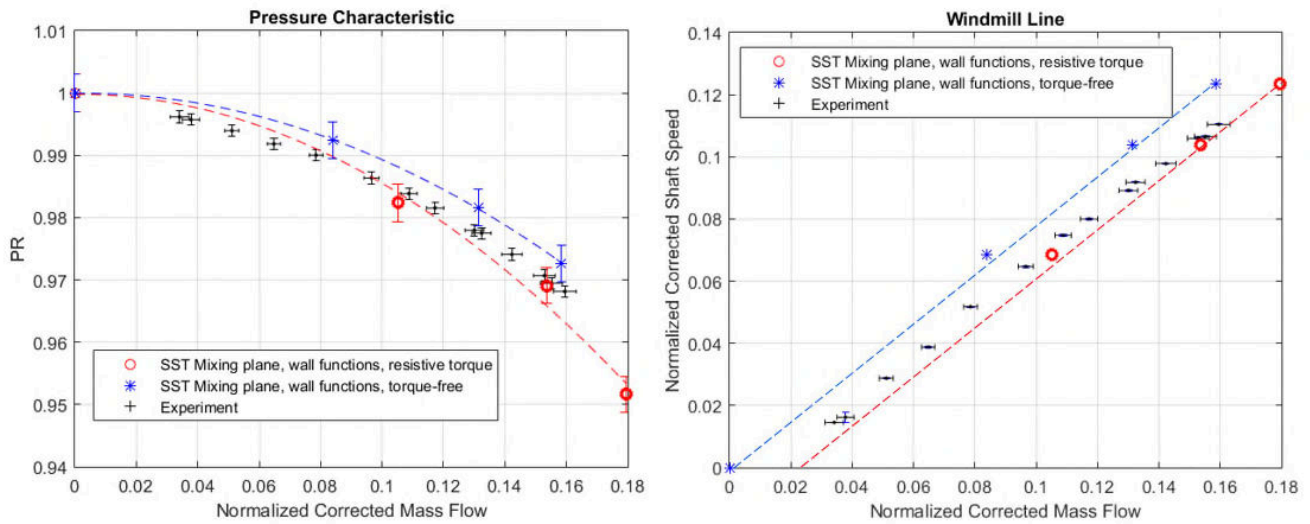 Pressure Characteristic
1.01
1
0.99
0.98
0.97
0.96
0.95
0.94
PR
SST Mixing plane, wall functions, resistive torque
SST Mixing plane, wall functions, torque-free
Experiment
0 0.02 0.04 0.06 0.08 0.1 0.12 0.14 0.16 0.18
Normalized Corrected Mass Flow
Windmill Line
0.14
0.12
0.1
0.08
0.06
0.04
0.02
0
Normalized Corrected Shaft Speed
SST Mixing plane, wall functions, resistive torque
SST Mixing plane, wall functions, torque-free
Experiment
0 0.02 0.04 0.06 0.08 0.1 0.12 0.14 0.16 0.18
Normalized Corrected Mass Flow